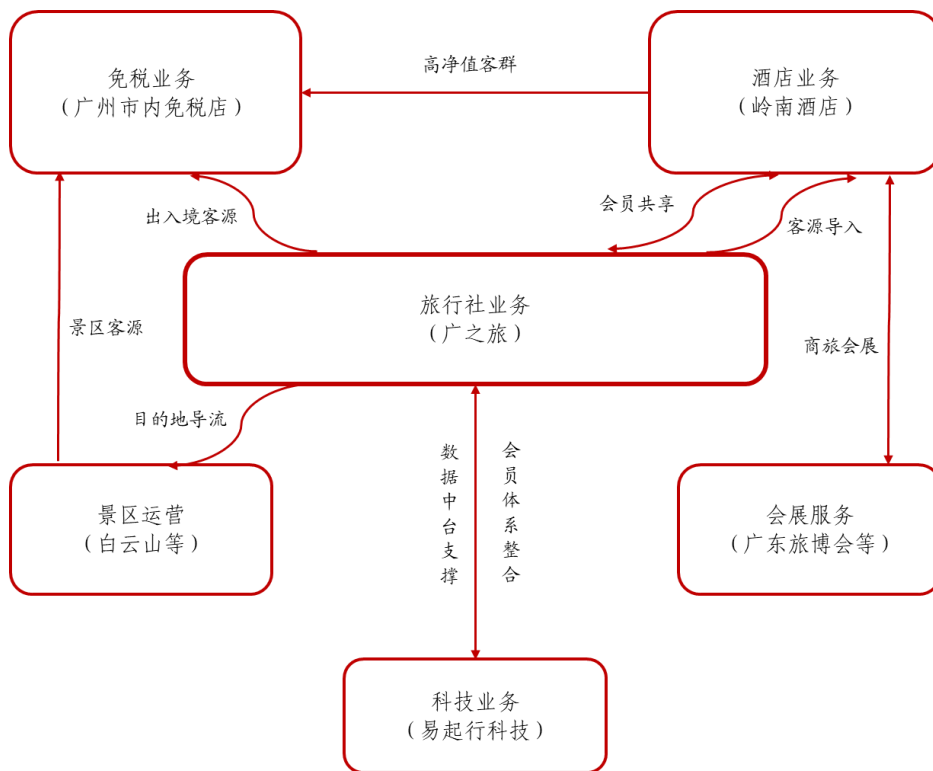 免税业务
（广州市内免税店）
高净值客群
酒店业务
（岭南酒店）
出入境客源
会员共享
客源导入
旅行社业务
（广之旅）
景区客源
商旅会展
目的地导流
数据中台支撑
会员体系整合
景区运营
（白云山等）
会展服务
（广东旅博会等）
科技业务
（易起行科技）